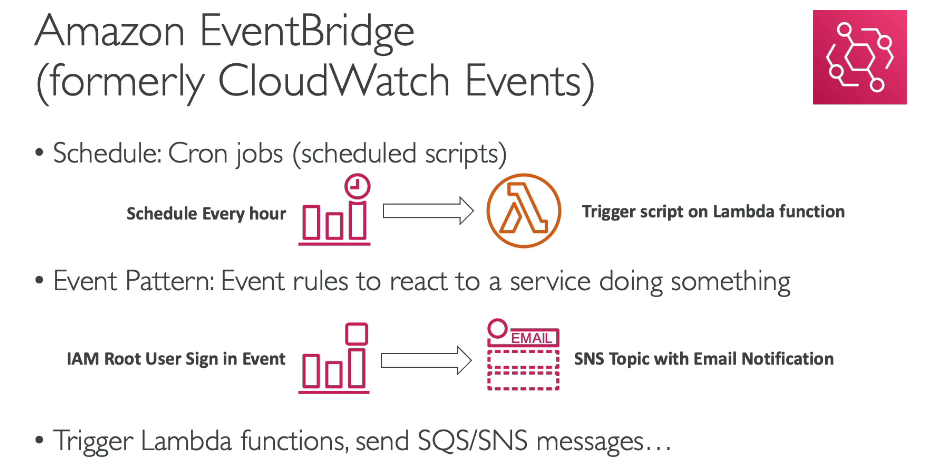 Amazon EventBridge
(formerly CloudWatch Events)
• Schedule: Cron jobs (scheduled scripts)
Schedule Every hour
Trigger script on Lambda function
• Event Pattern: Event rules to react to a service doing something
IAM Root User Sign in Event
EMAIL
SNS Topic with Email Notification
• Trigger Lambda functions, send SQS/SNS messages…